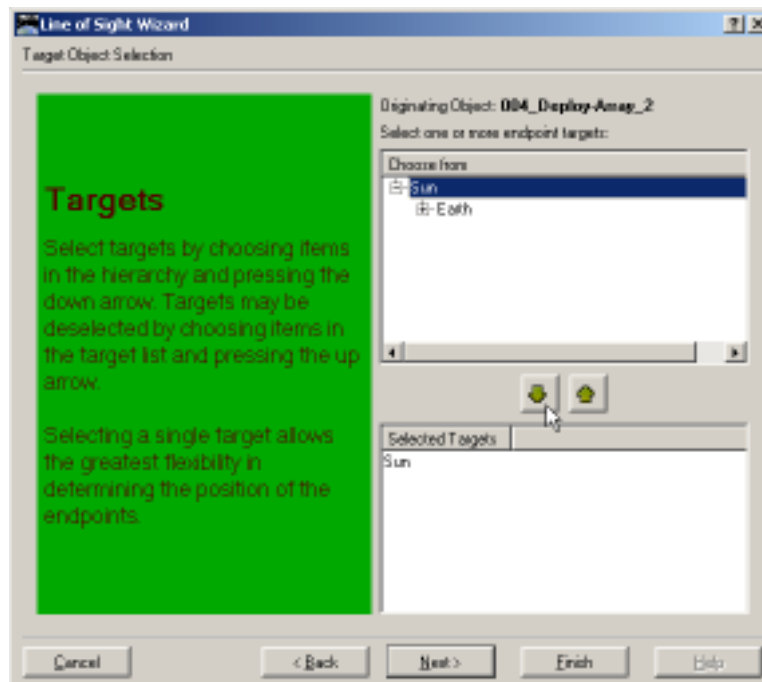 Line of Sight Wizard
Target Object Selection
Targets
Select targets by choosing items
in the hierarchy and pressing the
down arrow. Targets may be
deselected by choosing items in
the target list and pressing the up
arrow.
Selecting a single target allows
the greatest flexibility in
determining the position of the
endpoints.
Originating Object: 004_Deploy-Array_2
Select one or more endpoint targets:
Choose from
Sun
Earth
Selected Targets
Sun
Cancel
< Back
Next >
Finish
Help